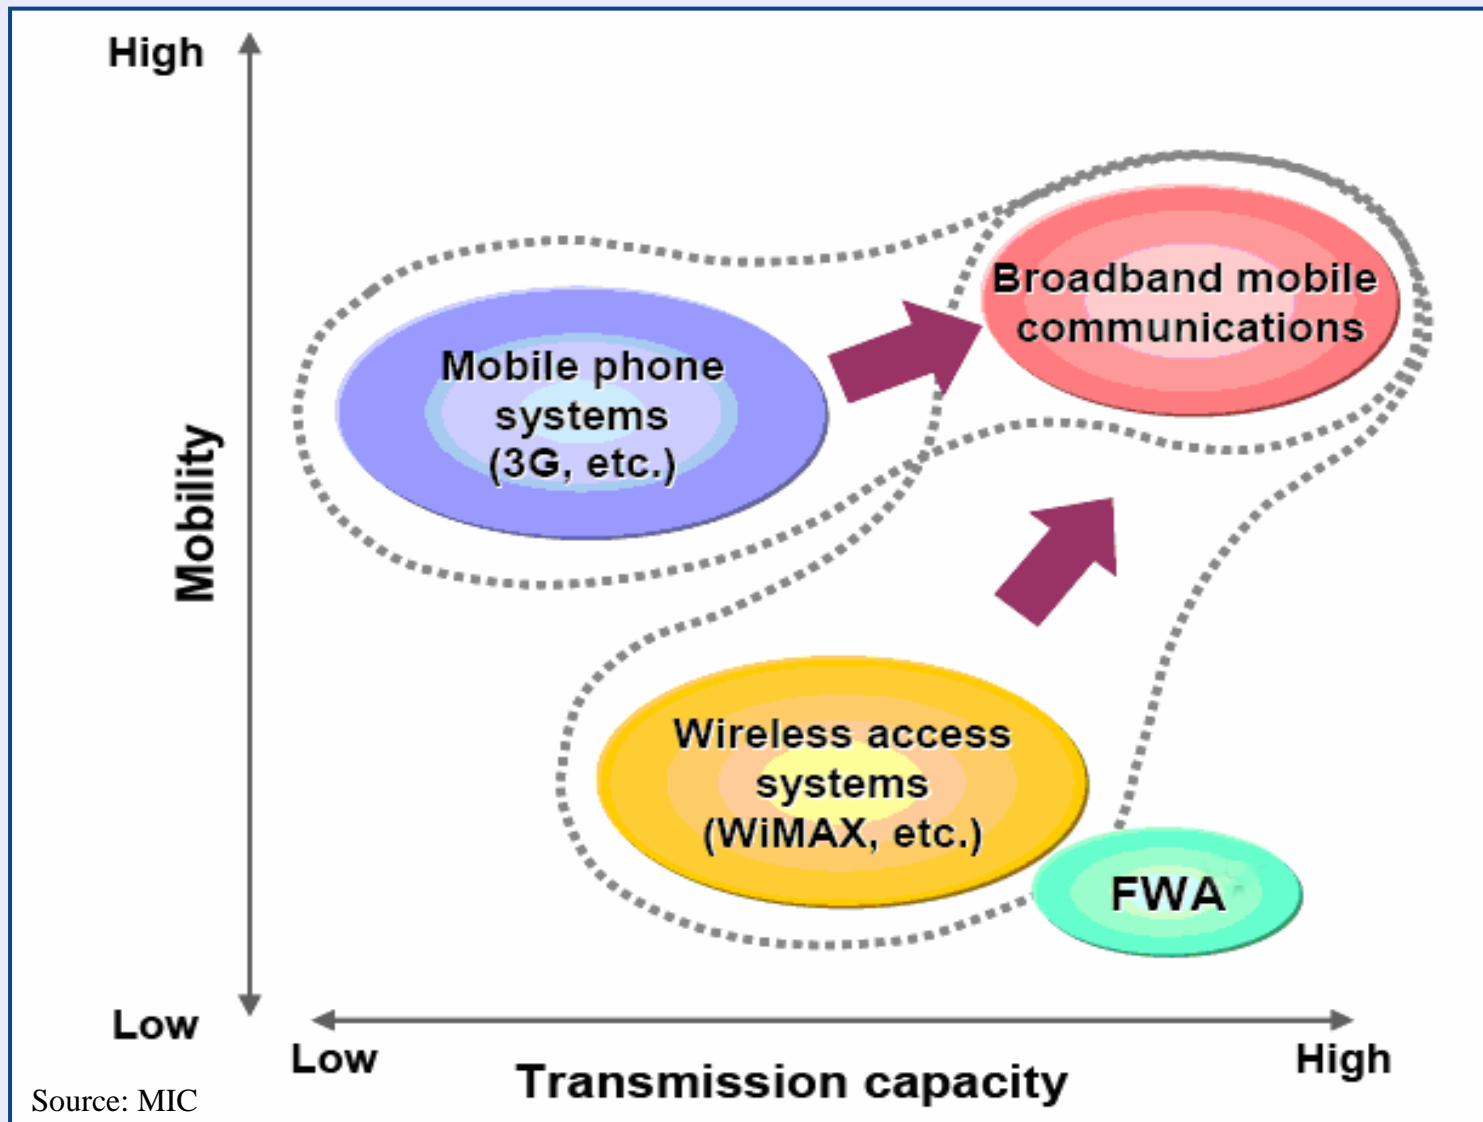 High
Broadband mobile
communications
Mobile phone
systems
(3G, etc.)
Mobility
Wireless access
systems
(WiMAX, etc.)
FWA
Low
Low
High
Transmission capacity
Source: MIC